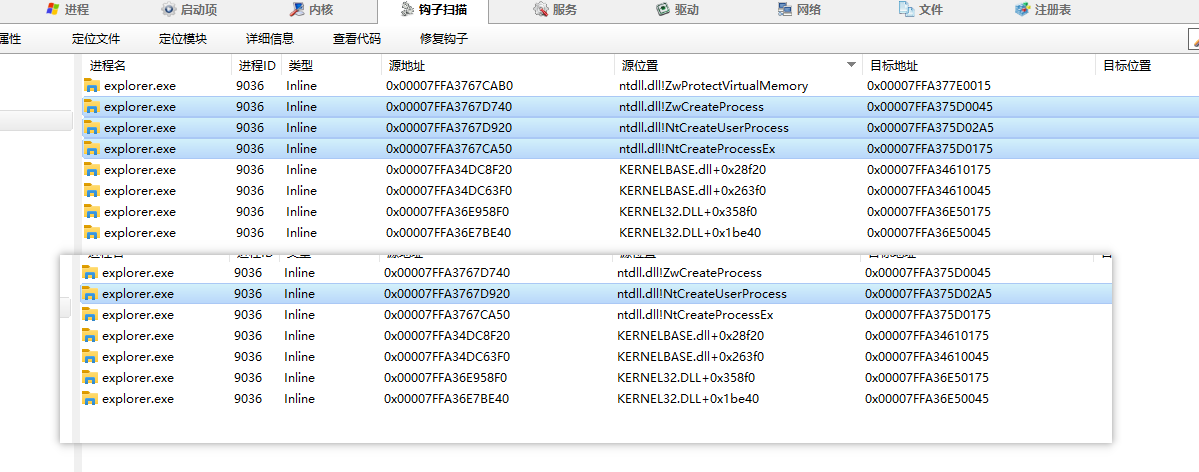 进程 启动项 内核 钩子扫描 服务 驱动 网络 文件 注册表
属性 定位文件 定位模块 详细信息 查看代码 修复钩子
进程名 进程ID 类型 源地址 源位置 目标地址 目标位置
explorer.exe 9036 Inline 0x00007FFA3767CAB0 ntdll.dll!ZwProtectVirtualMemory 0x00007FFA377E0015
explorer.exe 9036 Inline 0x00007FFA3767D740 ntdll.dll!ZwCreateProcess 0x00007FFA375D0045
explorer.exe 9036 Inline 0x00007FFA3767D920 ntdll.dll!NtCreateUserProcess 0x00007FFA375D02A5
explorer.exe 9036 Inline 0x00007FFA3767CA50 ntdll.dll!NtCreateProcessEx 0x00007FFA375D0175
explorer.exe 9036 Inline 0x00007FFA34DC8F20 KERNELBASE.dll+0x28f20 0x00007FFA34610175
explorer.exe 9036 Inline 0x00007FFA34DC63F0 KERNELBASE.dll+0x263f0 0x00007FFA34610045
explorer.exe 9036 Inline 0x00007FFA36E958F0 KERNEL32.DLL+0x358f0 0x00007FFA36E50175
explorer.exe 9036 Inline 0x00007FFA36E7BE40 KERNEL32.DLL+0x1be40 0x00007FFA36E50045
explorer.exe 9036 Inline 0x00007FFA3767D740 ntdll.dll!ZwCreateProcess 0x00007FFA375D0045
explorer.exe 9036 Inline 0x00007FFA3767D920 ntdll.dll!NtCreateUserProcess 0x00007FFA375D02A5
explorer.exe 9036 Inline 0x00007FFA3767CA50 ntdll.dll!NtCreateProcessEx 0x00007FFA375D0175
explorer.exe 9036 Inline 0x00007FFA34DC8F20 KERNELBASE.dll+0x28f20 0x00007FFA34610175
explorer.exe 9036 Inline 0x00007FFA34DC63F0 KERNELBASE.dll+0x263f0 0x00007FFA34610045
explorer.exe 9036 Inline 0x00007FFA36E958F0 KERNEL32.DLL+0x358f0 0x00007FFA36E50175
explorer.exe 9036 Inline 0x00007FFA36E7BE40 KERNEL32.DLL+0x1be40 0x00007FFA36E50045